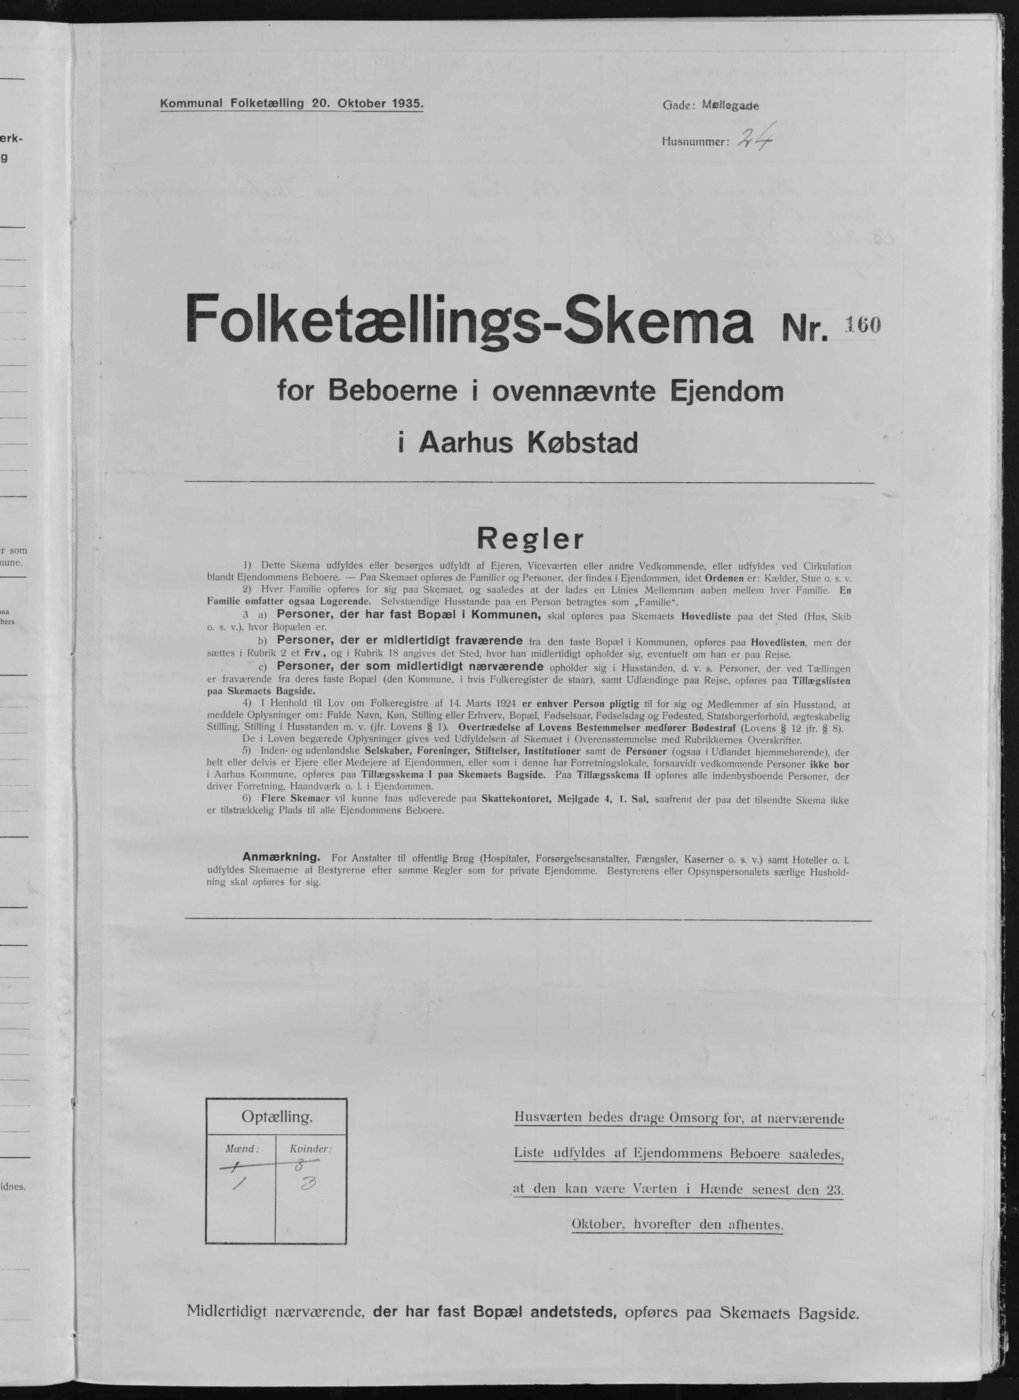 Kommunal Folketælling 20. Oktober 1935.
Gade: Møllegade
Husnummer: 24
Folketællings-Skema Nr. 160
for Beboerne i ovennævnte Ejendom
i Aarhus Købstad
Regler
1) Dette Skema udfyldes eller besørges udfyldt af Ejeren, Viceværten eller andre Vedkommende, eller udfyldes ved Cirkulation
blandt Ejendommens Beboere. — Paa Skemaet opføres de Familier og Personer, der findes i Ejendommen, idet Ordenen er: Kælder, Stue o. s. v.
2) Hver Familie opføres for sig paa Skemaet, og saaledes at der lades en Linies Mellemrum aaben mellem hver Familie. En
Familie omfatter ogsaa Logerende. Selvstændige Husstande paa en Person betragtes som „Familie“.
3 a) Personer, der har fast Bopæl i Kommunen, skal opføres paa Skemaets Hovedliste paa det Sted (Hus, Skib
o. s. v.), hvor Bopælen er.
b) Personer, der er midlertidigt fraværende fra den faste Bopæl i Kommunen, opføres paa Hovedlisten, men der
sættes i Rubrik 2 et Frv, og i Rubrik 18 angives det Sted, hvor han midlertidigt opholder sig, eventuelt om han er paa Rejse.
c) Personer, der som midlertidigt nærværende opholder sig i Husstanden, d. v. s. Personer, der ved Tællingen
er fraværende fra deres faste Bopæl (den Kommune, i hvis Folkeregister de staar), samt Udlændinge paa Rejse, opføres paa Tillægslisten
paa Skemaets Bagside.
4) I Henhold til Lov om Folkeregistre af 14. Marts 1924 er enhver Person pligtig til for sig og Medlemmer af sin Husstand, at
meddele Oplysninger om: Fulde Navn, Køn, Stilling eller Erhverv, Bopæl, Fødselsaar, Fødselsdag og Fødested, Statsborgerforhold, ægteskabelig
Stilling, Stilling i Husstanden m. v. (jfr. Lovens § 1). Overtrædelse af Lovens Bestemmelser medfører Bødestraf (Lovens § 12 jfr. § 8).
De i Loven begærede Oplysninger gives ved Udfyldelsen af Skemaet i Overensstemmelse med Rubrikkernes Overskrifter.
5) Inden- og udenlandske Selskaber, Foreninger, Stiftelser, Institutioner samt de Personer (ogsaa i Udlandet hjemmehørende), der
helt eller delvis er Ejere eller Medejere af Ejendommen, eller som i denne har Forretningslokale, forsaavidt vedkommende Personer ikke bor
i Aarhus Kommune, opføres paa Tillægsskema I paa Skemaets Bagside. Paa Tillægsskema II opføres alle indenbysboende Personer, der
driver Forretning, Haandværk o. l. i Ejendommen.
6) Flere Skemaer vil kunne faas udleverede paa Skattekontoret, Mejlgade 4, 1. Sal, saafremt der paa det tilsendte Skema ikke
er tilstrækkelig Plads til alle Ejendommens Beboere.
Anmærkning. For Anstalter til offentlig Brug (Hospitaler, Forsørgelsesanstalter, Fængsler, Kaserner o. s. v.) samt Hoteller o. l.
udfyldes Skemaerne af Bestyrerne efter samme Regler som for private Ejendomme. Bestyrerens eller Opsynspersonalets særlige Hushold-
ning skal opføres for sig.
Optælling.
Mænd: Kvinder:
1 3
1 3
Husværten bedes drage Omsorg for, at nærværende
Liste udfyldes af Ejendommens Beboere saaledes,
at den kan være Værten i Hænde senest den 23.
Oktober, hvorefter den afhentes.
Midlertidigt nærværende, der har fast Bopæl andetsteds, opføres paa Skemaets Bagside.